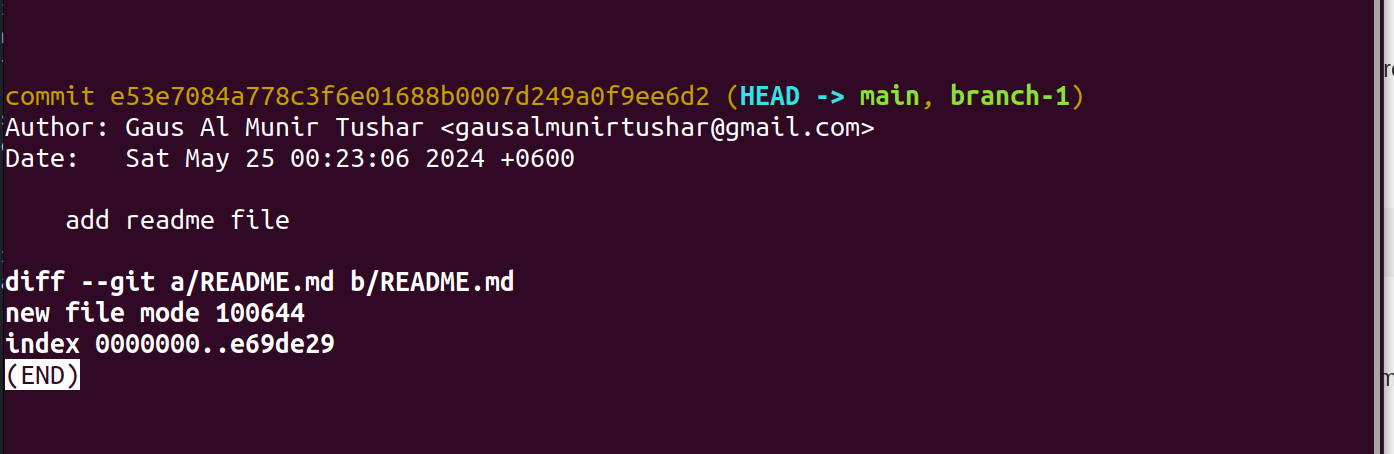 commit e53e7084a778c3f6e01688b0007d249a0f9ee6d2 (HEAD -> main, branch-1)
Author: Gaus Al Munir Tushar <gausalmunirtushar@gmail.com>
Date:   Sat May 25 00:23:06 2024 +0600
    add readme file
diff --git a/README.md b/README.md
new file mode 100644
index 0000000..e69de29
(END)